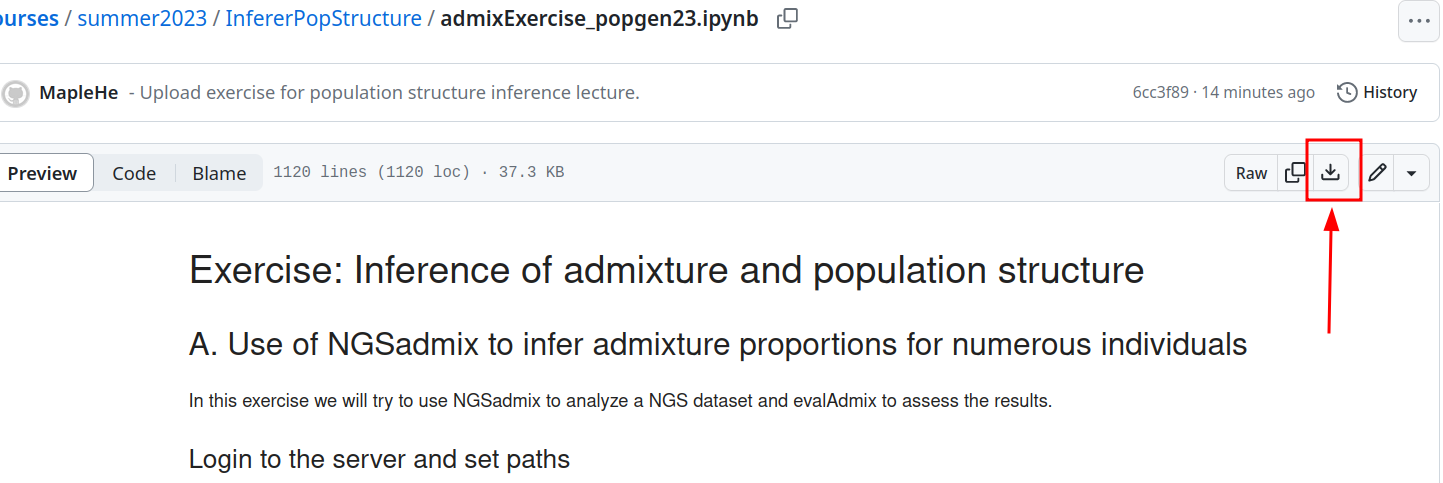 / summer2023 / InfererPopStructure / admixExercise_popgen23.ipynb
MapleHe - Upload exercise for population structure inference lecture. 6cc3f89 · 14 minutes ago History
Preview Code Blame 1120 lines (1120 loc) · 37.3 KB Raw
Exercise: Inference of admixture and population structure
A. Use of NGSadmix to infer admixture proportions for numerous individuals
In this exercise we will try to use NGSadmix to analyze a NGS dataset and evalAdmix to assess the results.
Login to the server and set paths